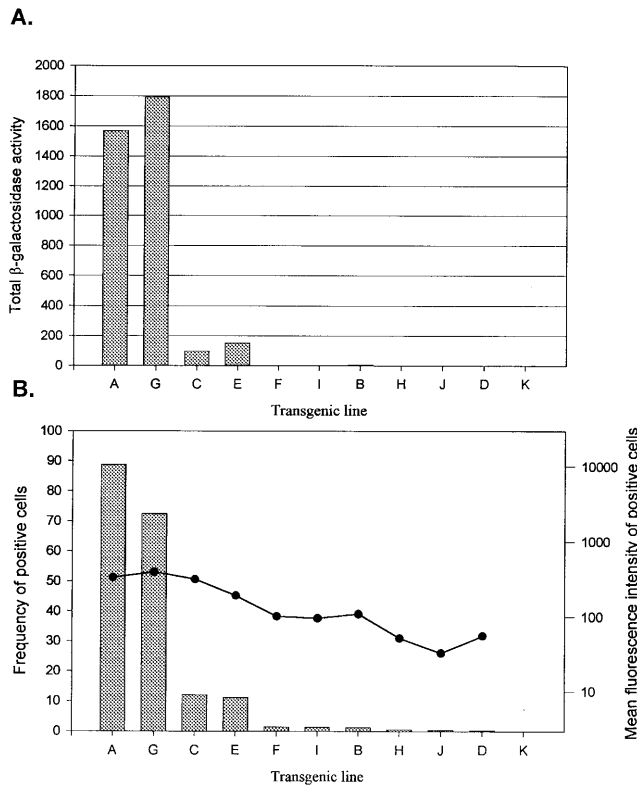 A.
2000
1800
1600
1400
1200
1000
800
600
400
200
0
Total β-galactosidase activity
A G C E F I B H J D K
Transgenic line
B.
100
90
80
70
60
50
40
30
20
10
0
Frequency of positive cells
10000
1000
100
10
Mean fluorescence intensity of positive cells
A G C E F I B H J D K
Transgenic line